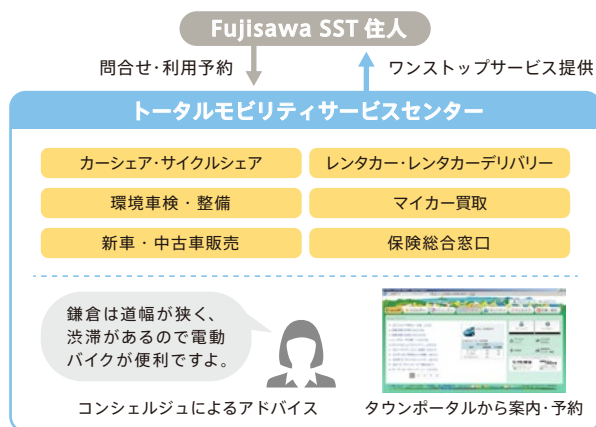 Fujisawa SST 住人
問合せ・利用予約
ワンストップサービス提供
トータルモビリティサービスセンター
カーシェア・サイクルシェア
レンタカー・レンタカーデリバリー
環境車検・整備
マイカー買取
新車・中古車販売
保険総合窓口
鎌倉は道幅が狭く、
渋滞があるので電動
バイクが便利ですよ。
コンシェルジュによるアドバイス
タウンポータルから案内・予約